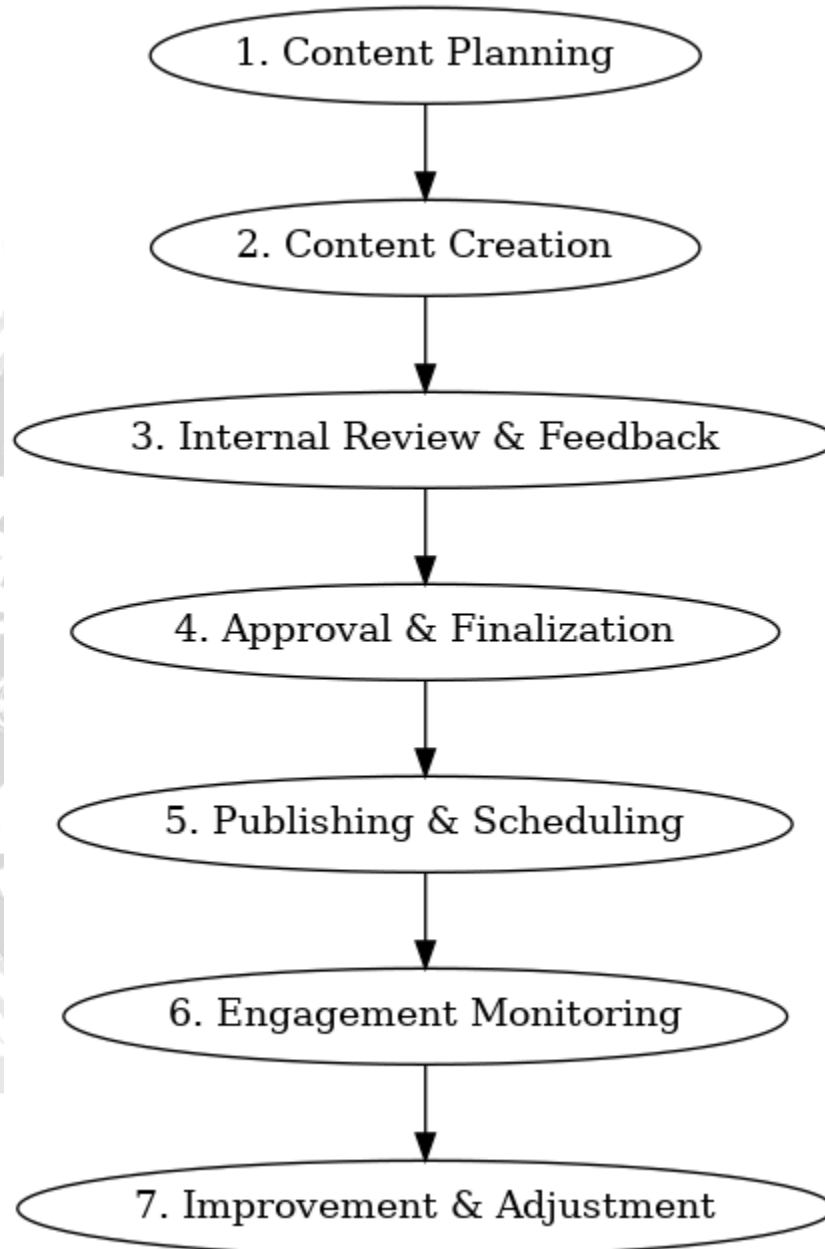 1. Content Planning
2. Content Creation
3. Internal Review & Feedback
4. Approval & Finalization
5. Publishing & Scheduling
6. Engagement Monitoring
7. Improvement & Adjustment